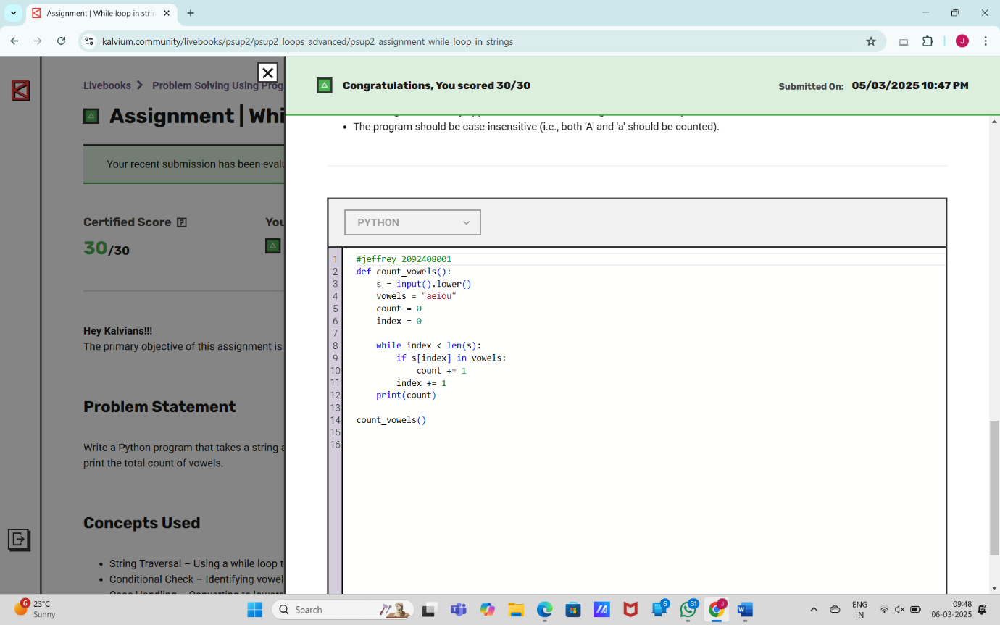 Assignment | While loop in strin
kalvium.community/livebooks/psup2/psup2_loops_advanced/psup2_assignment_while_loop_in_strings
J
Livebooks > Problem Solving Using Prog
Assignment | Whi
Your recent submission has been evalu
Certified Score ?
You
30/30
Hey Kalvians!!!
The primary objective of this assignment is
Problem Statement
Write a Python program that takes a string a
print the total count of vowels.
Concepts Used
• String Traversal – Using a while loop t
• Conditional Check – Identifying vowel
Congratulations, You scored 30/30
Submitted On: 05/03/2025 10:47 PM
• The program should be case-insensitive (i.e., both 'A' and 'a' should be counted).
PYTHON
1 #jeffrey_2092408001
2 def count_vowels():
3     s = input().lower()
4     vowels = "aeiou"
5     count = 0
6     index = 0
7
8     while index < len(s):
9         if s[index] in vowels:
10             count += 1
11         index += 1
12     print(count)
13
14 count_vowels()
15
16
6
23°C
Sunny
Search
6
31
J
ENG
IN
09:48
06-03-2025